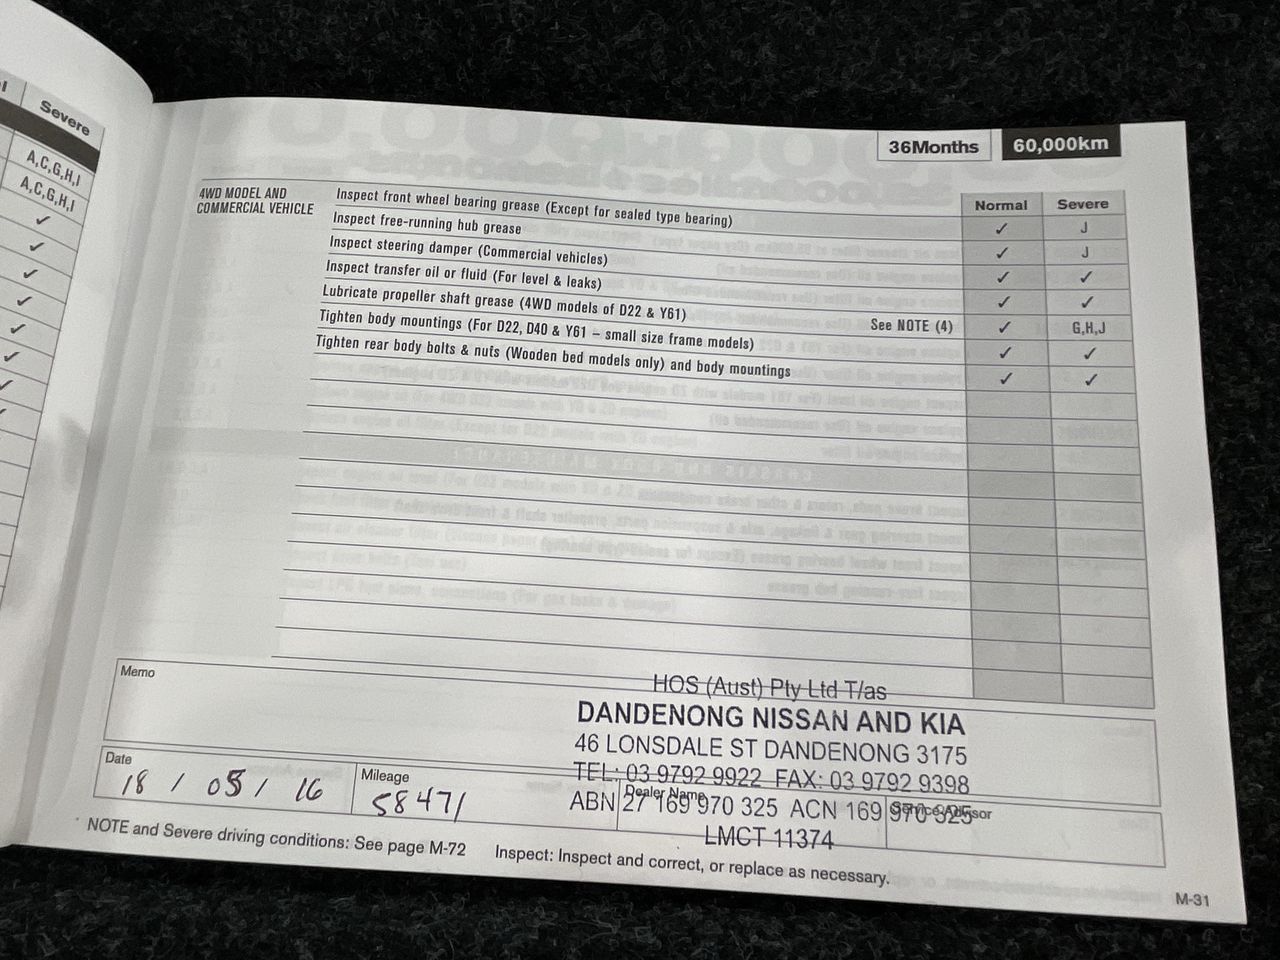 Severe
A,C,G,H,I
A,C,G,H,I
✓
✓
✓
✓
✓
✓
✓
36Months 60,000km
Normal Severe
4WD MODEL AND
COMMERCIAL VEHICLE
Inspect front wheel bearing grease (Except for sealed type bearing) ✓ J
Inspect free-running hub grease ✓ J
Inspect steering damper (Commercial vehicles) ✓ ✓
Inspect transfer oil or fluid (For level & leaks) ✓ ✓
Lubricate propeller shaft grease (4WD models of D22 & Y61) See NOTE (4) ✓ G,H,J
Tighten body mountings (For D22, D40 & Y61 – small size frame models) ✓ ✓
Tighten rear body bolts & nuts (Wooden bed models only) and body mountings ✓ ✓
Memo
HOS (Aust) Pty Ltd T/as
DANDENONG NISSAN AND KIA
46 LONSDALE ST DANDENONG 3175
TEL: 03 9792 9922 FAX: 03 9792 9398
ABN 27 169 970 325 ACN 169 970 325
LMCT 11374
Date
18 / 05 / 16
Mileage
58471
Dealer Name
Service Advisor
NOTE and Severe driving conditions: See page M-72 Inspect: Inspect and correct, or replace as necessary.
M-31